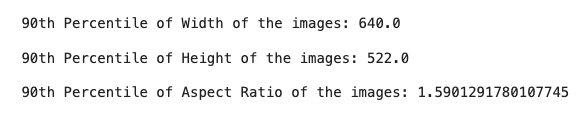 90th Percentile of Width of the images: 640.0
90th Percentile of Height of the images: 522.0
90th Percentile of Aspect Ratio of the images: 1.5901291780107745